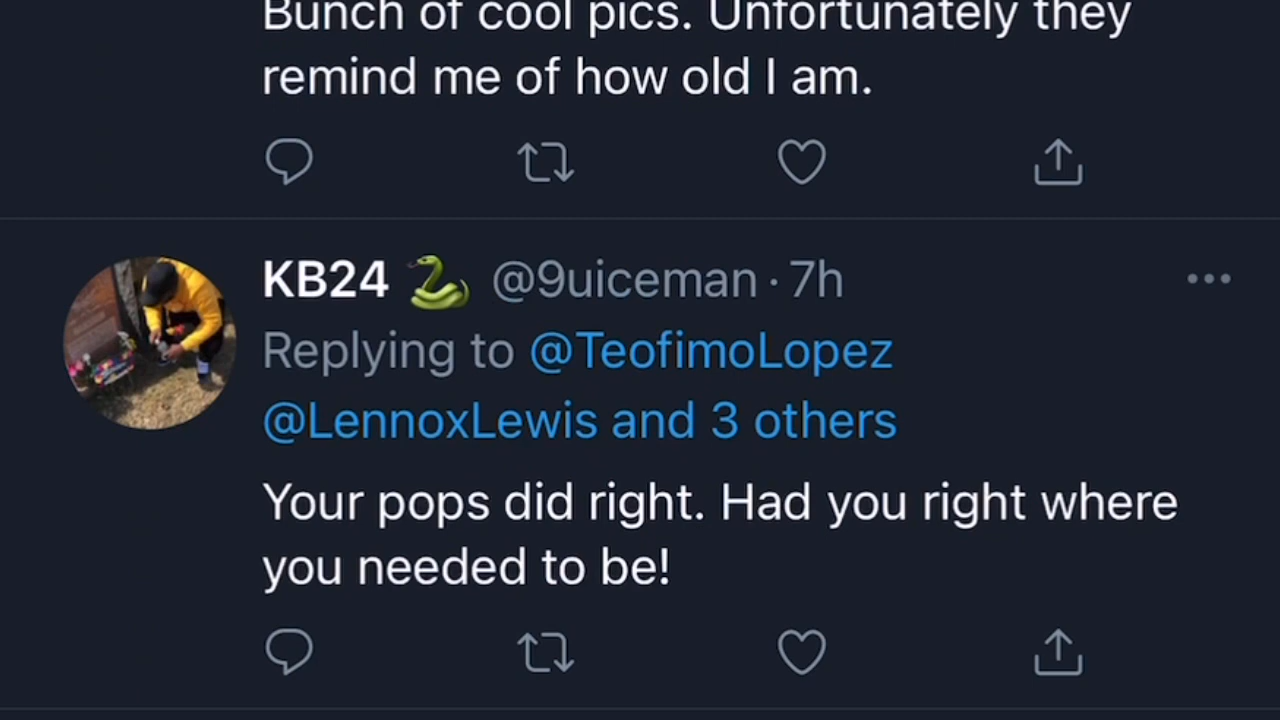 Bunch of cool pics. Unfortunately they
remind me of how old I am.
KB24 🐍 @9uiceman · 7h
Replying to @TeofimoLopez
@LennoxLewis and 3 others
Your pops did right. Had you right where
you needed to be!